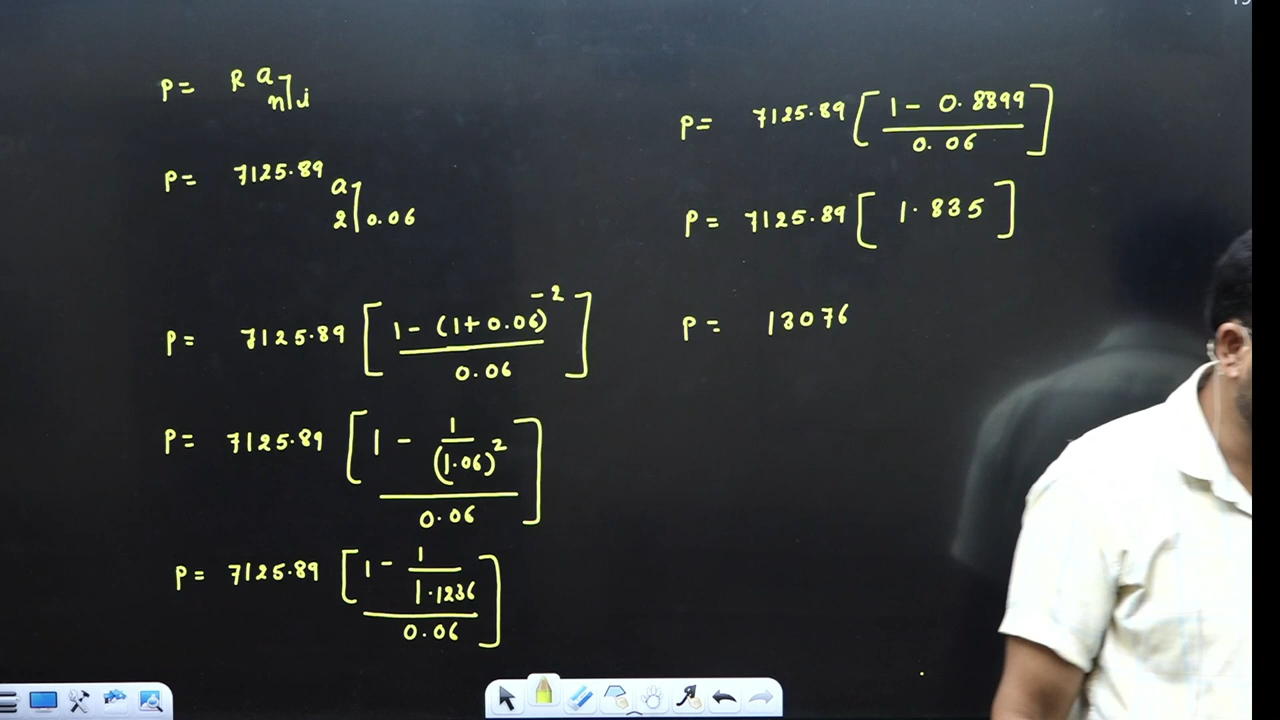 P = R a n|i
P = 7125.89 a 2|0.06
P = 7125.89 [ (1 - (1 + 0.06)^-2) / 0.06 ]
P = 7125.89 [ (1 - 1/(1.06)^2) / 0.06 ]
P = 7125.89 [ (1 - 1/1.1236) / 0.06 ]
P = 7125.89 [ (1 - 0.8899) / 0.06 ]
P = 7125.89 [ 1.835 ]
P = 13076